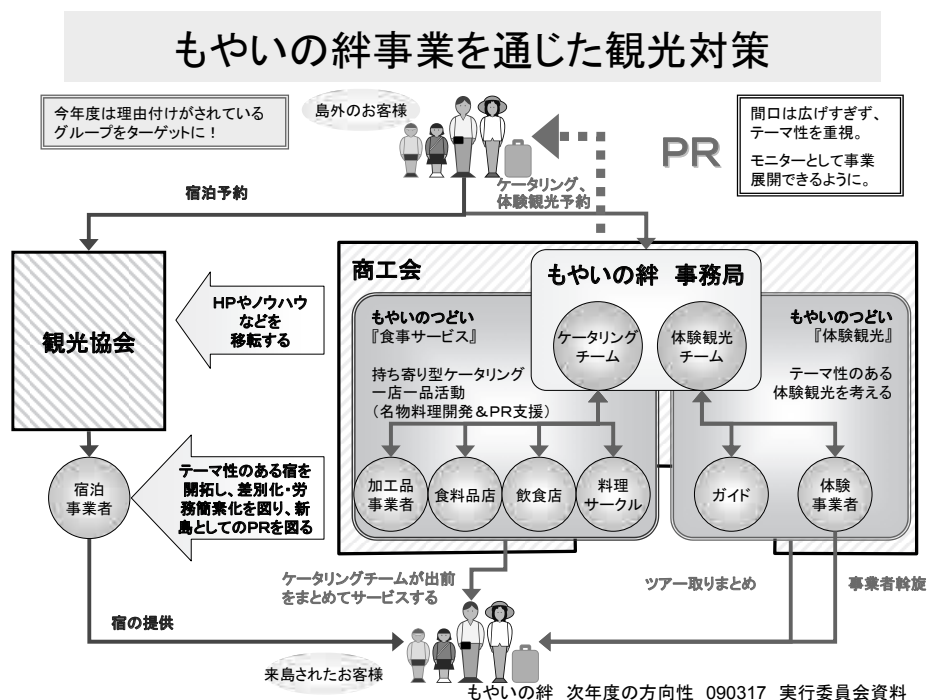 もやいの絆事業を通じた観光対策
今年度は理由付けがされている
グループをターゲットに！
島外のお客様
PR
間口は広げすぎず、
テーマ性を重視。
モニターとして事業
展開できるように。
宿泊予約
ケータリング、
体験観光予約
観光協会
HPやノウハウ
などを
移転する
商工会
もやいの絆 事務局
ケータリング
チーム
体験観光
チーム
もやいのつどい
『食事サービス』
持ち寄り型ケータリング
一店一品活動
（名物料理開発＆PR支援）
もやいのつどい
『体験観光』
テーマ性のある
体験観光を考える
宿泊
事業者
テーマ性のある宿を
開拓し、差別化・労
務簡素化を図り、新
島としてのPRを図る
加工品
事業者
食料品店
飲食店
料理
サークル
ガイド
体験
事業者
ケータリングチームが出前
をまとめてサービスする
ツアー取りまとめ
事業者斡旋
宿の提供
来島されたお客様
もやいの絆 次年度の方向性 090317 実行委員会資料